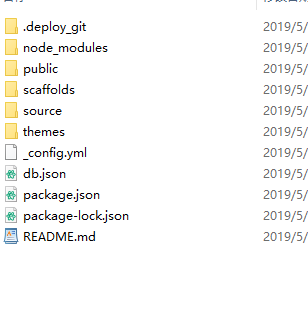 .deploy_git 2019/5/
node_modules 2019/5/
public 2019/5/
scaffolds 2019/5/
source 2019/5/
themes 2019/5/
_config.yml 2019/5/
db.json 2019/5/
package.json 2019/5/
package-lock.json 2019/5/
README.md 2019/5/